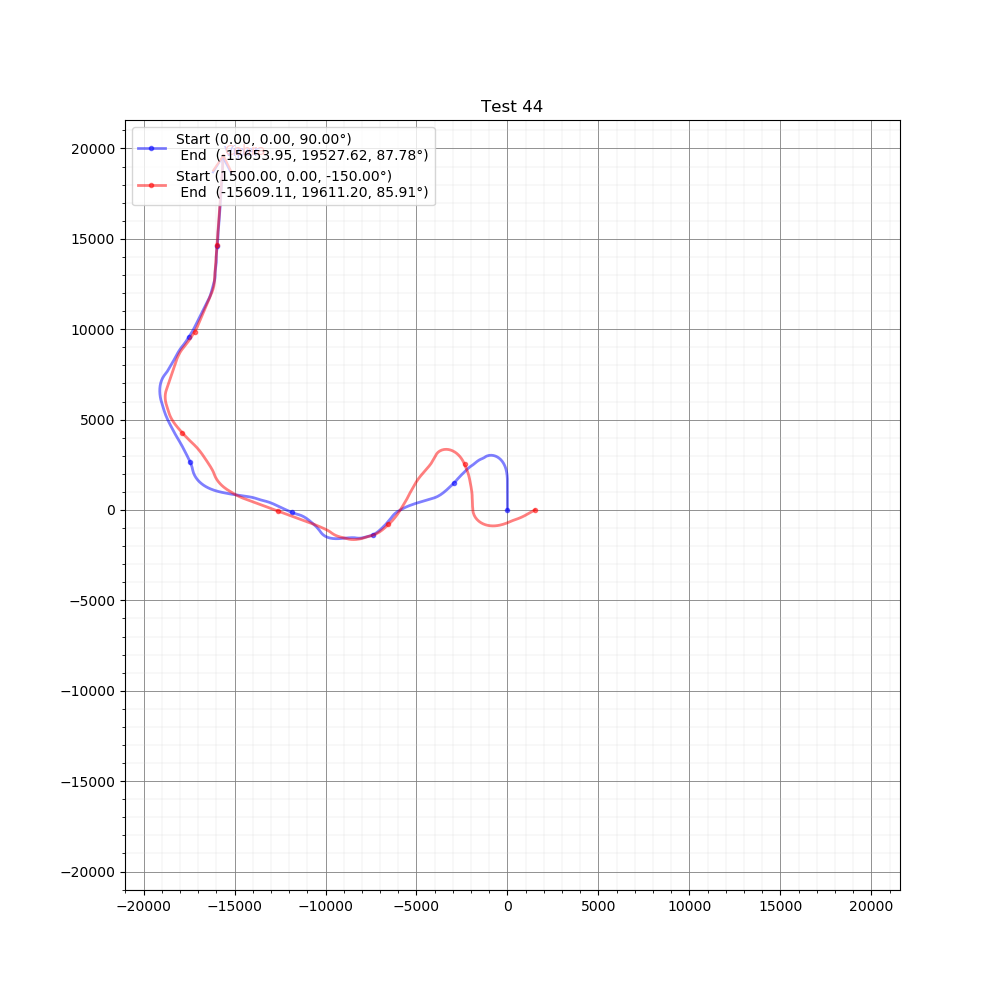 Test 44
Start (0.00, 0.00, 90.00°)
End (-15653.95, 19527.62, 87.78°)
Start (1500.00, 0.00, -150.00°)
End (-15609.11, 19611.20, 85.91°)
20000
15000
10000
5000
0
−5000
−10000
−15000
−20000
−20000 −15000 −10000 −5000 0 5000 10000 15000 20000